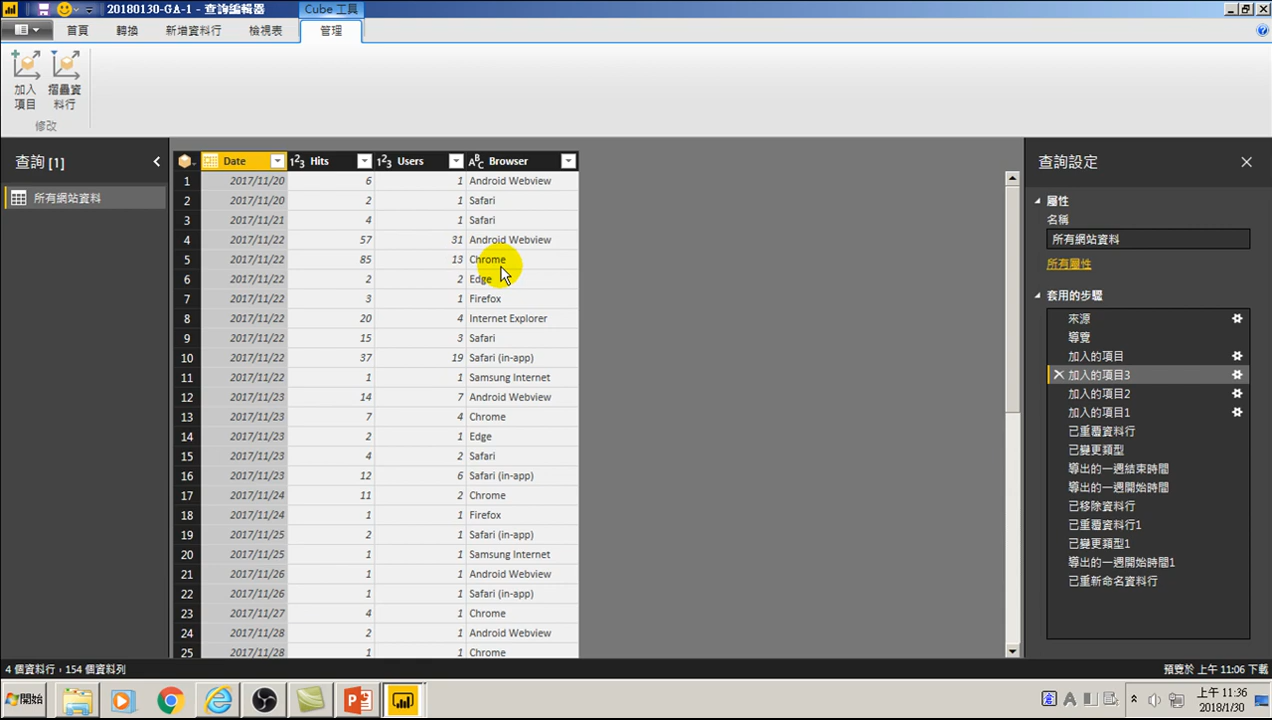 20180130-GA-1 - 查詢編輯器
Cube 工具
首頁
轉換
新增資料行
檢視表
管理
加入
項目
摺疊資
料行
修改
查詢 [1]
所有網站資料
Date 1 2 3 Hits 1 2 3 Users A B C Browser
1 2017/11/20 6 1 Android Webview
2 2017/11/20 2 1 Safari
3 2017/11/21 4 1 Safari
4 2017/11/22 57 31 Android Webview
5 2017/11/22 85 13 Chrome
6 2017/11/22 2 2 Edge
7 2017/11/22 3 1 Firefox
8 2017/11/22 20 4 Internet Explorer
9 2017/11/22 15 3 Safari
10 2017/11/22 37 19 Safari (in-app)
11 2017/11/22 1 1 Samsung Internet
12 2017/11/23 14 7 Android Webview
13 2017/11/23 7 4 Chrome
14 2017/11/23 2 1 Edge
15 2017/11/23 4 2 Safari
16 2017/11/23 12 6 Safari (in-app)
17 2017/11/24 11 2 Chrome
18 2017/11/24 1 1 Firefox
19 2017/11/25 2 1 Safari (in-app)
20 2017/11/25 1 1 Samsung Internet
21 2017/11/26 1 1 Android Webview
22 2017/11/26 1 1 Safari (in-app)
23 2017/11/27 4 1 Chrome
24 2017/11/28 2 1 Android Webview
25 2017/11/28 1 1 Chrome
查詢設定
屬性
名稱
所有網站資料
所有屬性
套用的步驟
來源
導覽
加入的項目
加入的項目3
加入的項目2
加入的項目1
已重覆資料行
已變更類型
導出的一週結束時間
導出的一週開始時間
已移除資料行
已重覆資料行1
已變更類型1
導出的一週開始時間1
已重新命名資料行
4 個資料行，154 個資料列
預覽於 上午 11:06 下載
開始
上午 11:36
2018/1/30